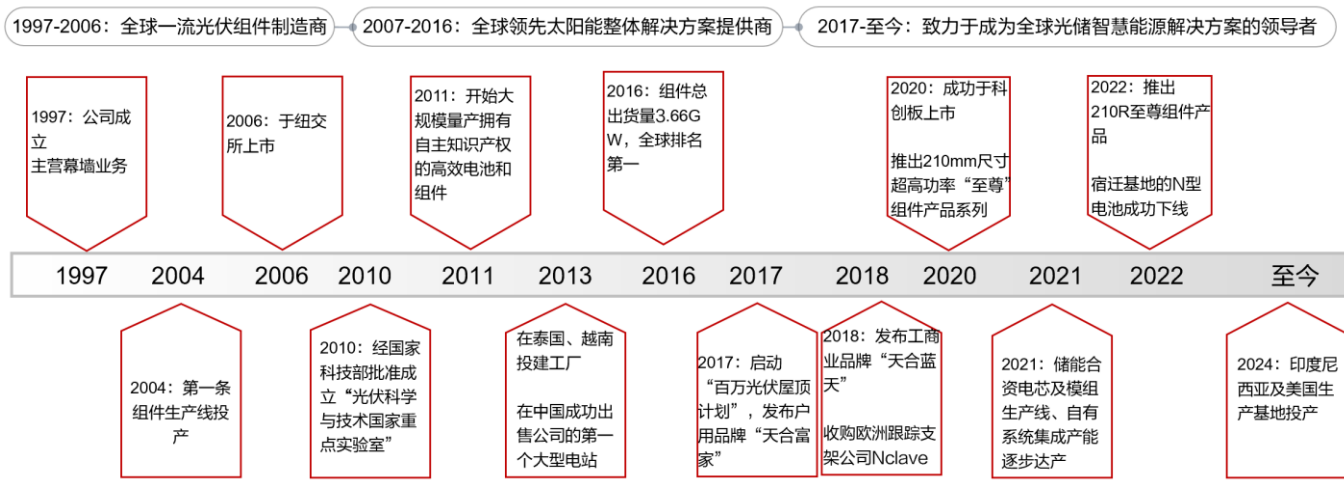 1997-2006：全球一流光伏组件制造商
2007-2016：全球领先太阳能整体解决方案提供商
2017-至今：致力于成为全球光储智慧能源解决方案的领导者
1997：公司成
立
主营幕墙业务
2006：于纽交
所上市
2011：开始大
规模量产拥有
自主知识产权
的高效电池和
组件
2016：组件总
出货量3.66G
W，全球排名
第一
2020：成功于科
创板上市
推出210mm尺寸
超高功率“至尊”
组件产品系列
2022：推出
210R至尊组件产
品
宿迁基地的N型
电池成功下线
1997
2004
2006
2010
2011
2013
2016
2017
2018
2020
2021
2022
至今
2004：第一条
组件生产线投
产
2010：经国家
科技部批准成
立“光伏科学
与技术国家重
点实验室”
在泰国、越南
投建工厂
在中国成功出
售公司的第一
个大型电站
2017：启动
“百万光伏屋顶
计划”，发布户
用品牌“天合富
家”
2018：发布工商
业品牌“天合蓝
天”
收购欧洲跟踪支
架公司Nclave
2021：储能合
资电芯及模组
生产线、自有
系统集成产能
逐步达产
2024：印度尼
西亚及美国生
产基地投产